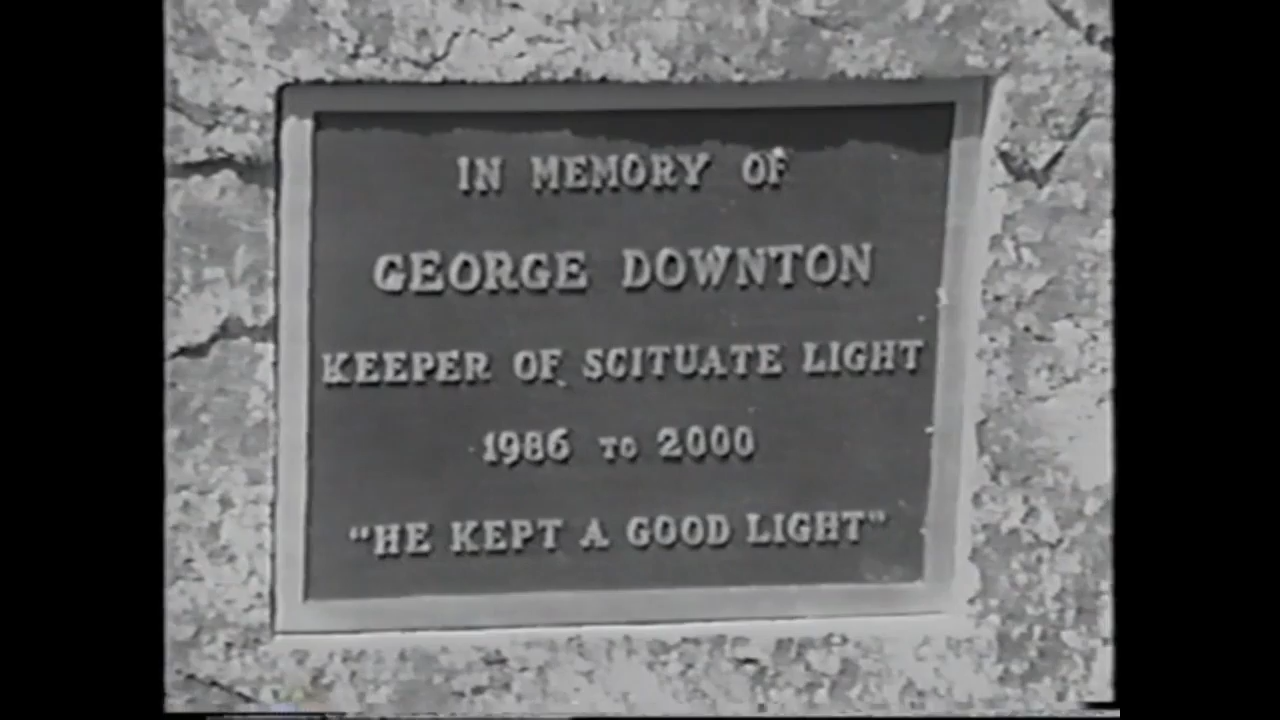 IN MEMORY OF
GEORGE DOWNTON
KEEPER OF SCITUATE LIGHT
1986 TO 2000
"HE KEPT A GOOD LIGHT"